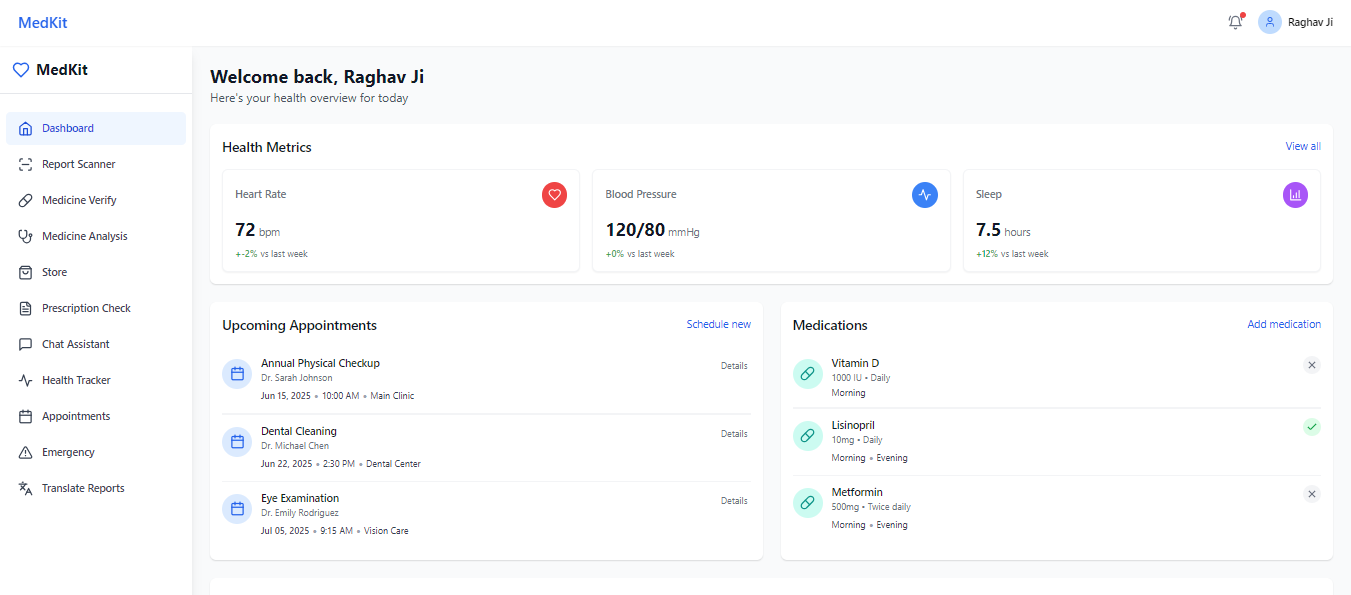 MedKit
Raghav Ji
MedKit
Dashboard
Report Scanner
Medicine Verify
Medicine Analysis
Store
Prescription Check
Chat Assistant
Health Tracker
Appointments
Emergency
Translate Reports
Welcome back, Raghav Ji
Here's your health overview for today
Health Metrics
View all
Heart Rate
72 bpm
+-2% vs last week
Blood Pressure
120/80 mmHg
+0% vs last week
Sleep
7.5 hours
+12% vs last week
Upcoming Appointments
Schedule new
Annual Physical Checkup
Details
Dr. Sarah Johnson
Jun 15, 2025 • 10:00 AM • Main Clinic
Dental Cleaning
Details
Dr. Michael Chen
Jun 22, 2025 • 2:30 PM • Dental Center
Eye Examination
Details
Dr. Emily Rodriguez
Jul 05, 2025 • 9:15 AM • Vision Care
Medications
Add medication
Vitamin D
1000 IU • Daily
Morning
Lisinopril
10mg • Daily
Morning • Evening
Metformin
500mg • Twice daily
Morning • Evening